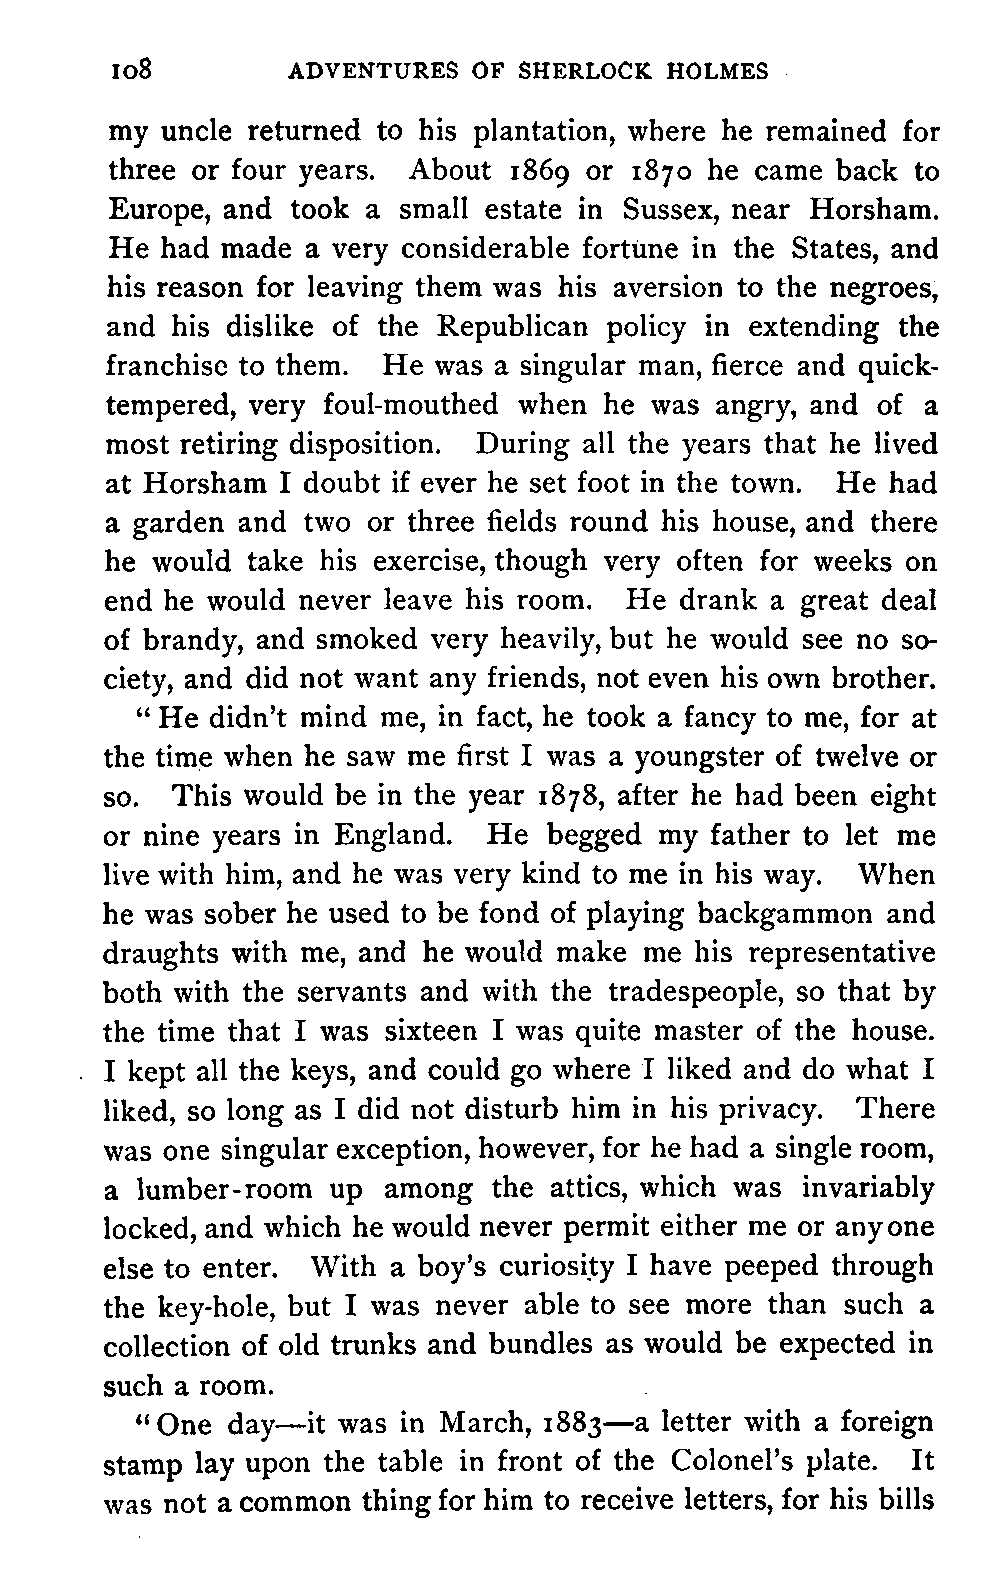 108 ADVENTURES OF SHERLOCK HOLMES
my uncle returned to his plantation, where he remained for
three or four years. About 1869 or 1870 he came back to
Europe, and took a small estate in Sussex, near Horsham.
He had made a very considerable fortune in the States, and
his reason for leaving them was his aversion to the negroes,
and his dislike of the Republican policy in extending the
franchise to them. He was a singular man, fierce and quick-
tempered, very foul-mouthed when he was angry, and of a
most retiring disposition. During all the years that he lived
at Horsham I doubt if ever he set foot in the town. He had
a garden and two or three fields round his house, and there
he would take his exercise, though very often for weeks on
end he would never leave his room. He drank a great deal
of brandy, and smoked very heavily, but he would see no so-
ciety, and did not want any friends, not even his own brother.
"He didn't mind me, in fact, he took a fancy to me, for at
the time when he saw me first I was a youngster of twelve or
so. This would be in the year 1878, after he had been eight
or nine years in England. He begged my father to let me
live with him, and he was very kind to me in his way. When
he was sober he used to be fond of playing backgammon and
draughts with me, and he would make me his representative
both with the servants and with the tradespeople, so that by
the time that I was sixteen I was quite master of the house.
I kept all the keys, and could go where I liked and do what I
liked, so long as I did not disturb him in his privacy. There
was one singular exception, however, for he had a single room,
a lumber-room up among the attics, which was invariably
locked, and which he would never permit either me or anyone
else to enter. With a boy's curiosity I have peeped through
the key-hole, but I was never able to see more than such a
collection of old trunks and bundles as would be expected in
such a room.
"One day—it was in March, 1883—a letter with a foreign
stamp lay upon the table in front of the Colonel's plate. It
was not a common thing for him to receive letters, for his bills